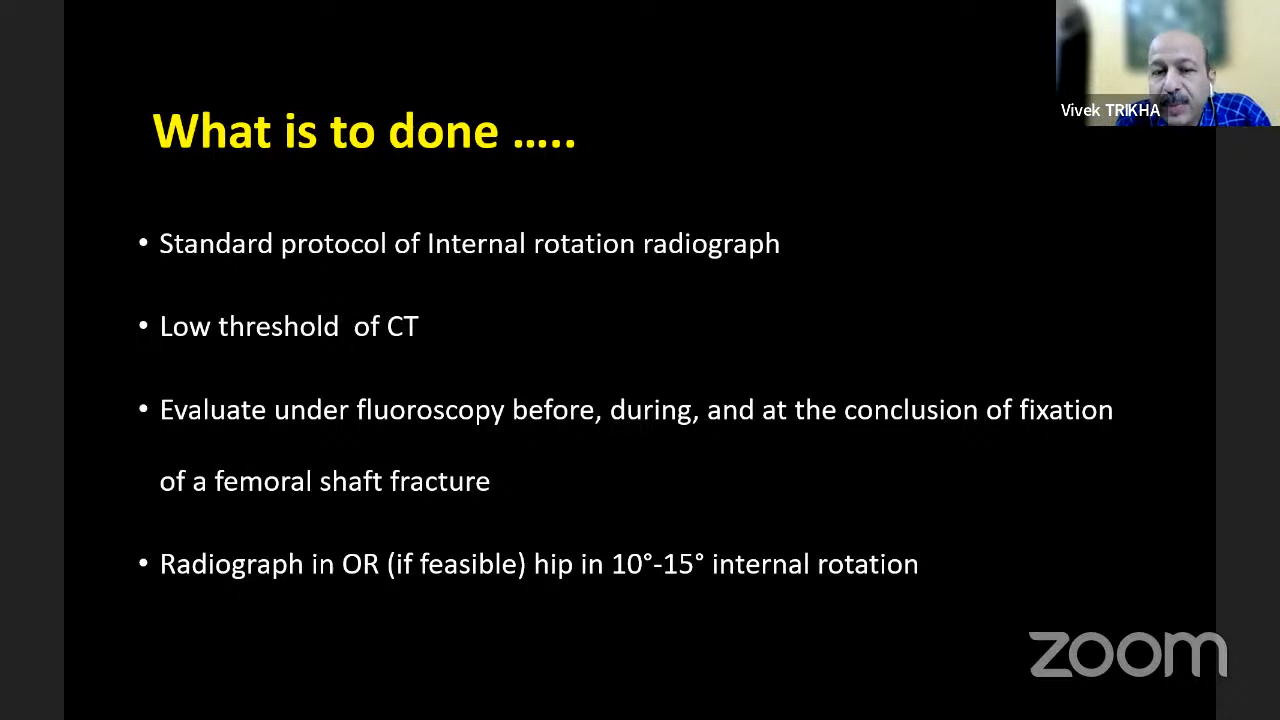 Vivek TRIKHA
What is to done .....
• Standard protocol of Internal rotation radiograph
• Low threshold of CT
• Evaluate under fluoroscopy before, during, and at the conclusion of fixation
of a femoral shaft fracture
• Radiograph in OR (if feasible) hip in 10°-15° internal rotation
zoom